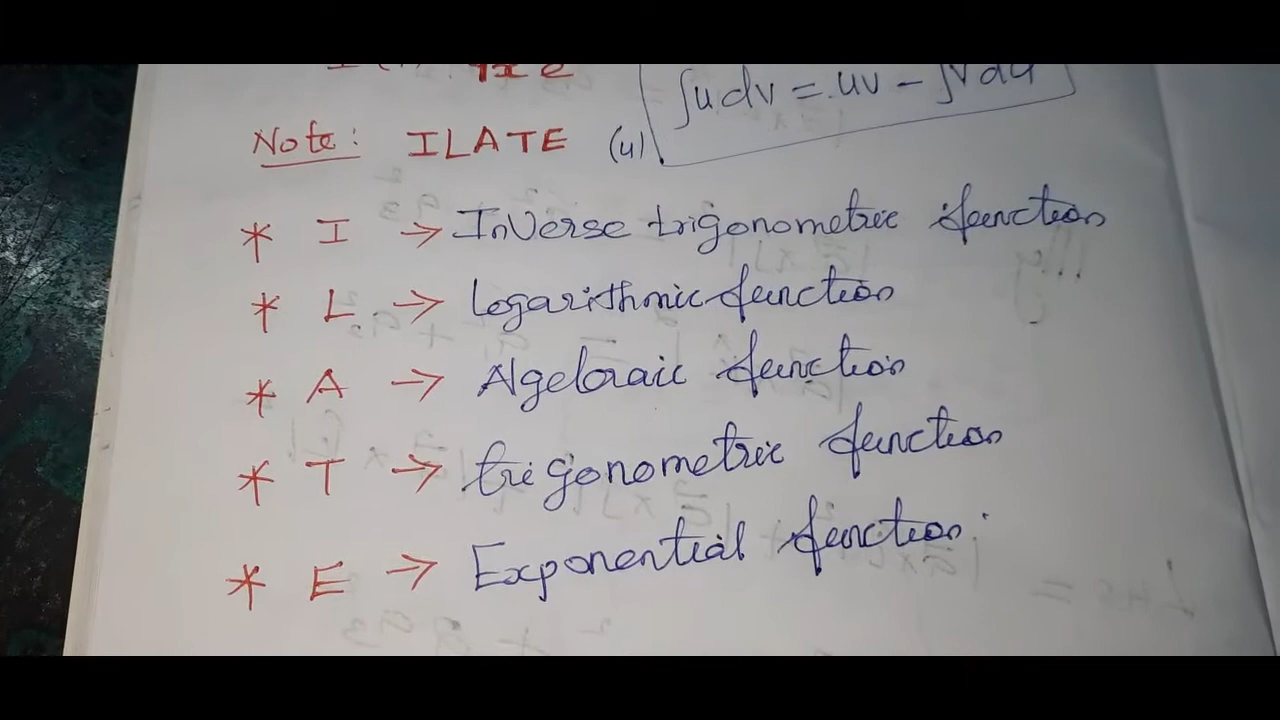 ∫u dv = uv - ∫v du
Note: ILATE (u)
* I → Inverse trigonometric function
* L → Logarithmic function
* A → Algebraic function
* T → trigonometric function
* E → Exponential function.